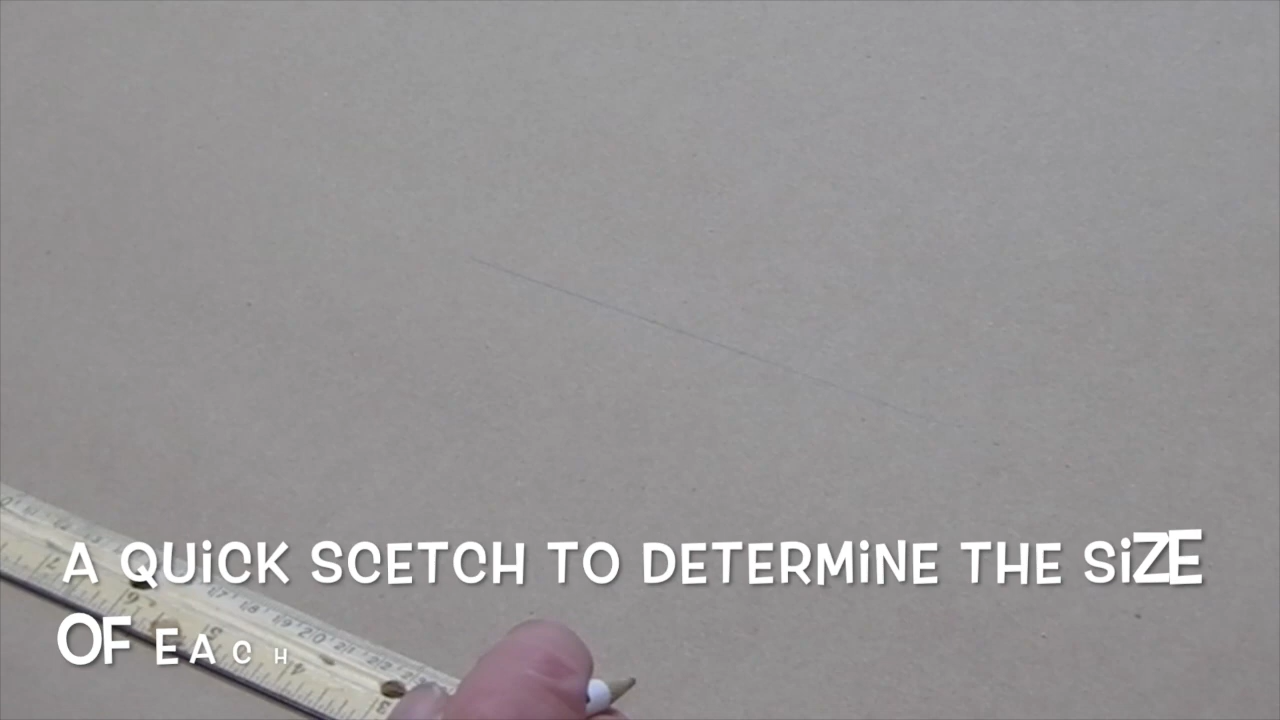 A QUiCK SCETCH TO DETERMiNE THE SiZE
OF EACH